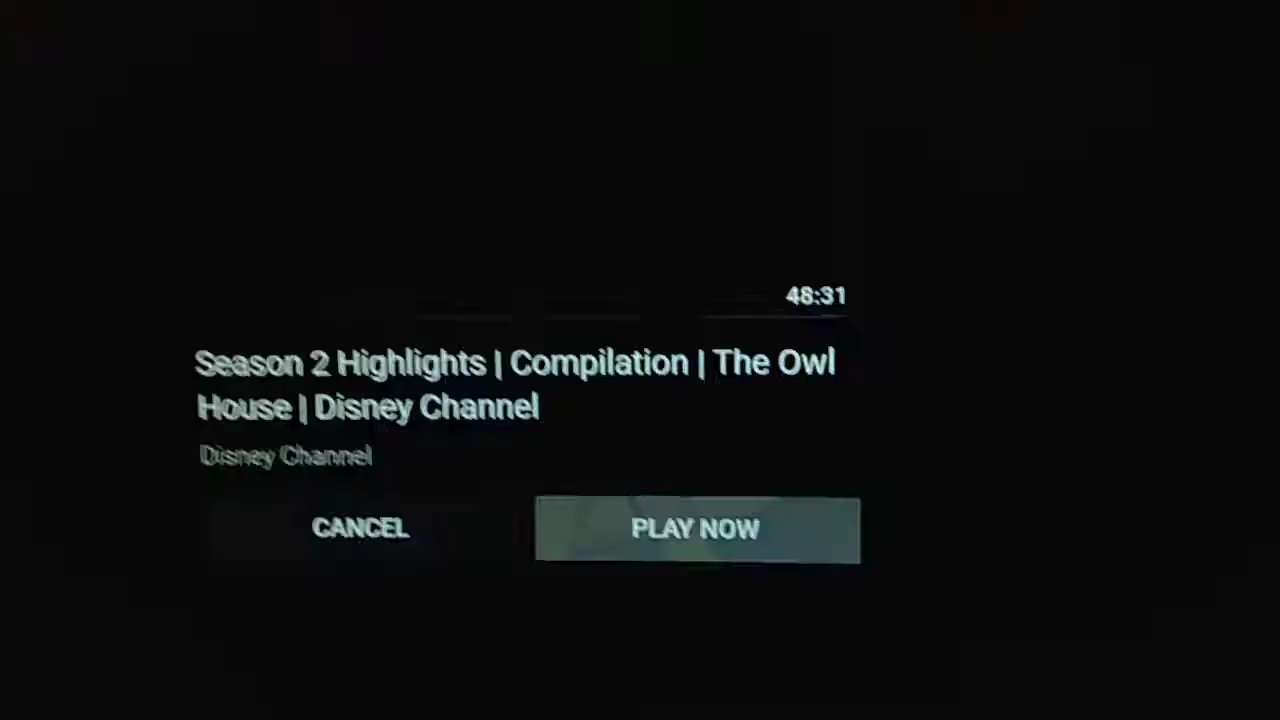 48:31
Season 2 Highlights | Compilation | The Owl
House | Disney Channel
Disney Channel
CANCEL
PLAY NOW